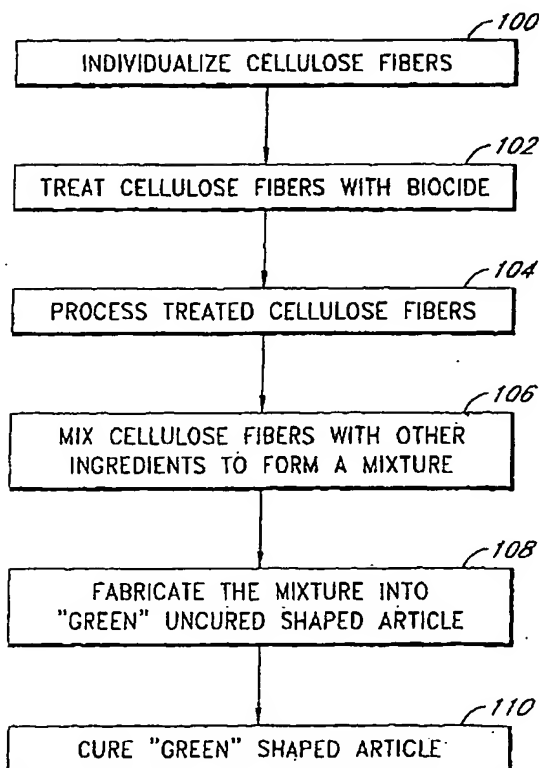 100
INDIVIDUALIZE CELLULOSE FIBERS
102
TREAT CELLULOSE FIBERS WITH BIOCIDE
104
PROCESS TREATED CELLULOSE FIBERS
106
MIX CELLULOSE FIBERS WITH OTHER
INGREDIENTS TO FORM A MIXTURE
108
FABRICATE THE MIXTURE INTO
"GREEN" UNCURED SHAPED ARTICLE
110
CURE "GREEN" SHAPED ARTICLE